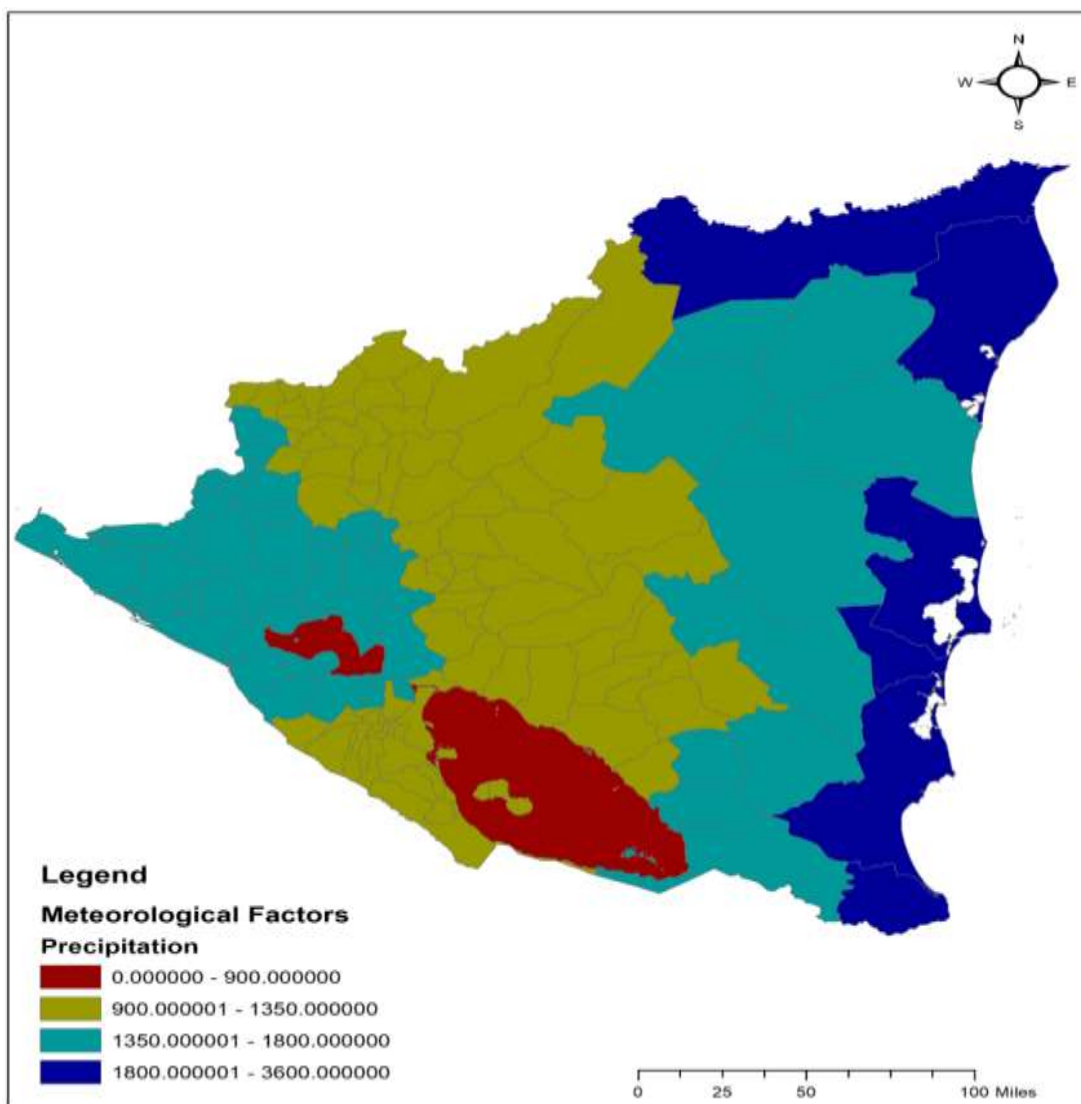 N
W E
S
Legend
Meteorological Factors
Precipitation
0.000000 - 900.000000
900.000001 - 1350.000000
1350.000001 - 1800.000000
1800.000001 - 3600.000000
0 25 50 100 Miles